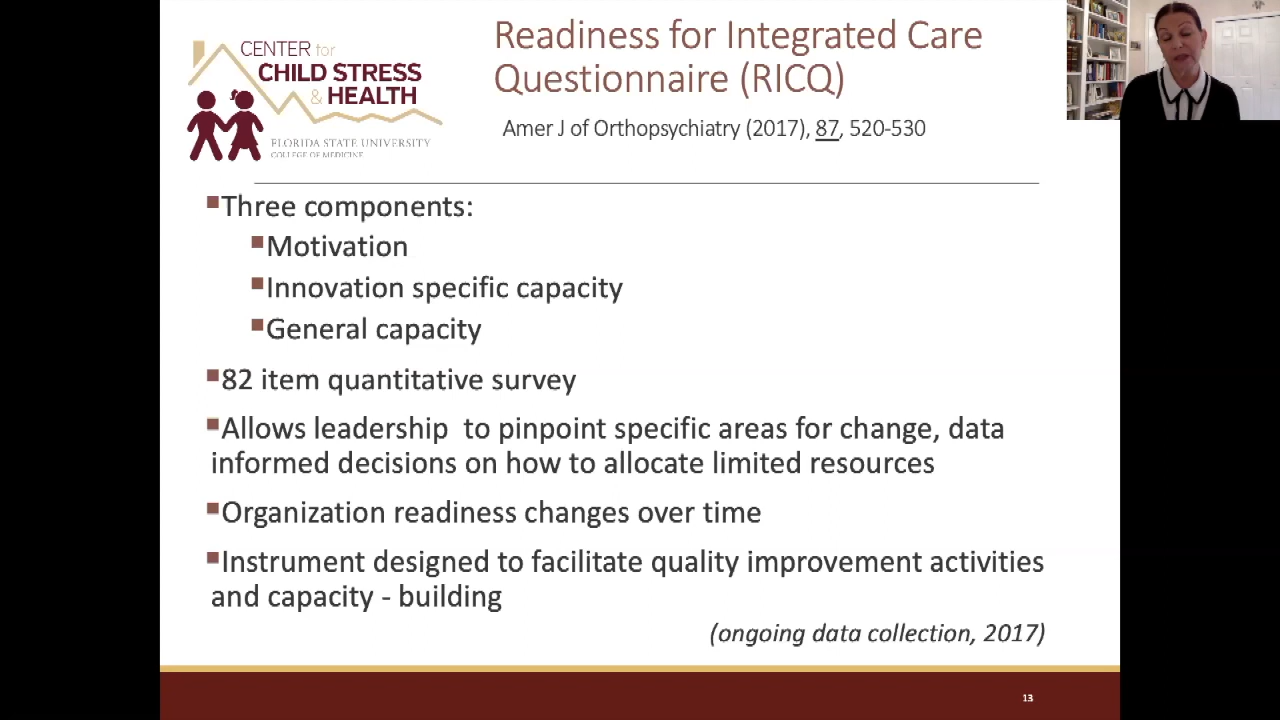 CENTER for
CHILD STRESS
& HEALTH
FLORIDA STATE UNIVERSITY
COLLEGE OF MEDICINE
Readiness for Integrated Care
Questionnaire (RICQ)
Amer J of Orthopsychiatry (2017), 87, 520-530
Three components:
Motivation
Innovation specific capacity
General capacity
82 item quantitative survey
Allows leadership to pinpoint specific areas for change, data
informed decisions on how to allocate limited resources
Organization readiness changes over time
Instrument designed to facilitate quality improvement activities
and capacity - building
(ongoing data collection, 2017)
13